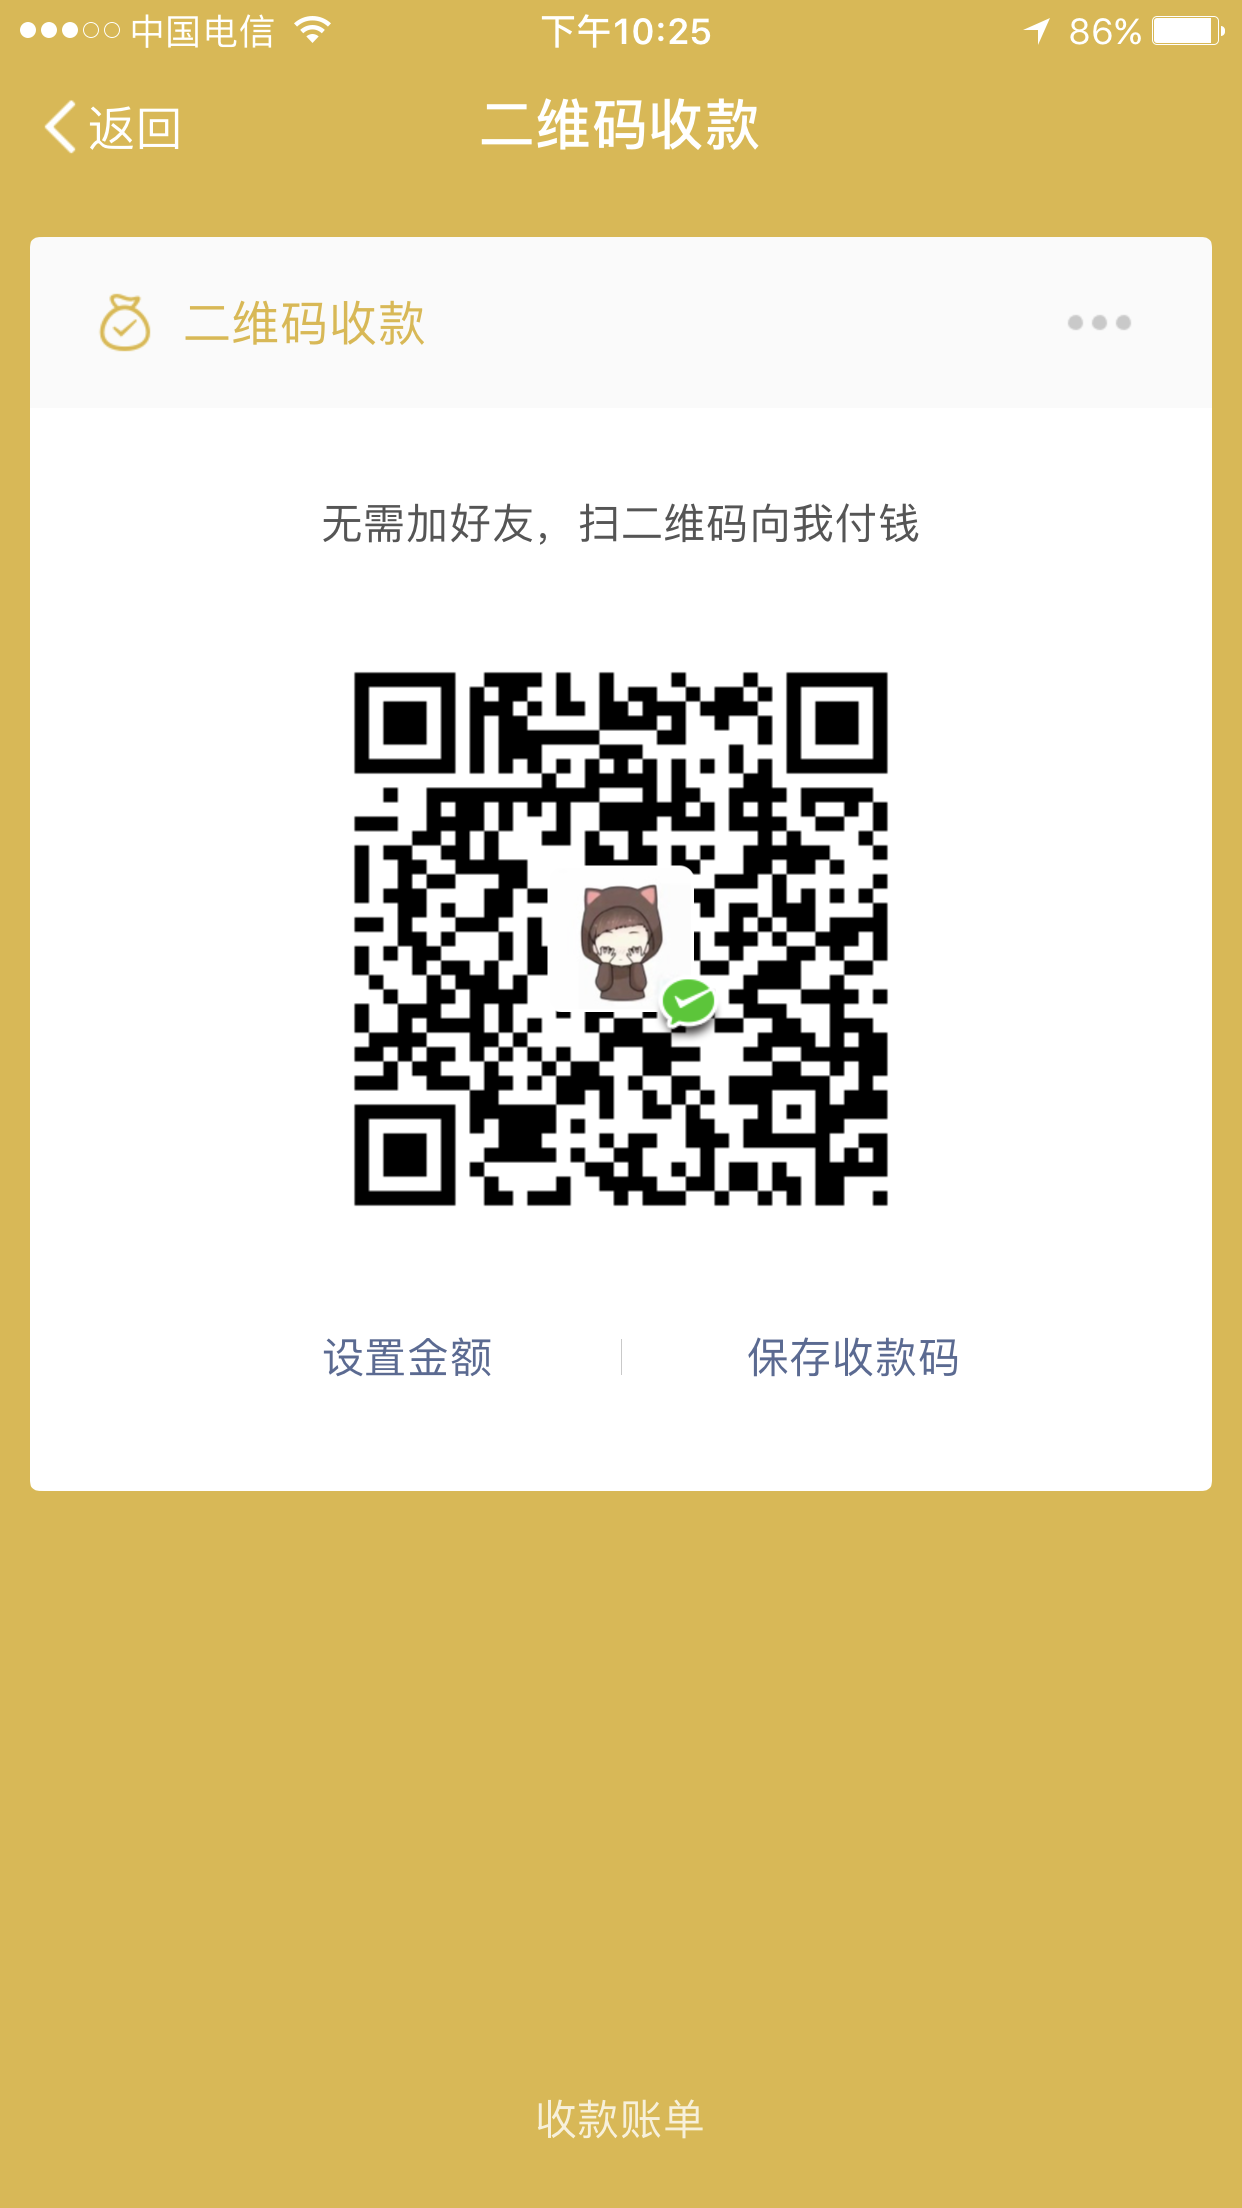 中国电信 下午10:25 86%
返回 二维码收款
二维码收款
无需加好友，扫二维码向我付钱
设置金额 保存收款码
收款账单